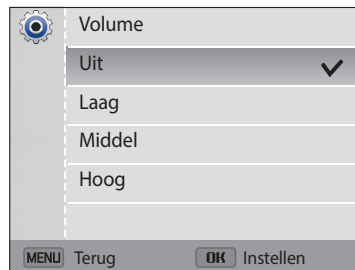 Volume
Uit
Laag
Middel
Hoog
MENU Terug OK Instellen